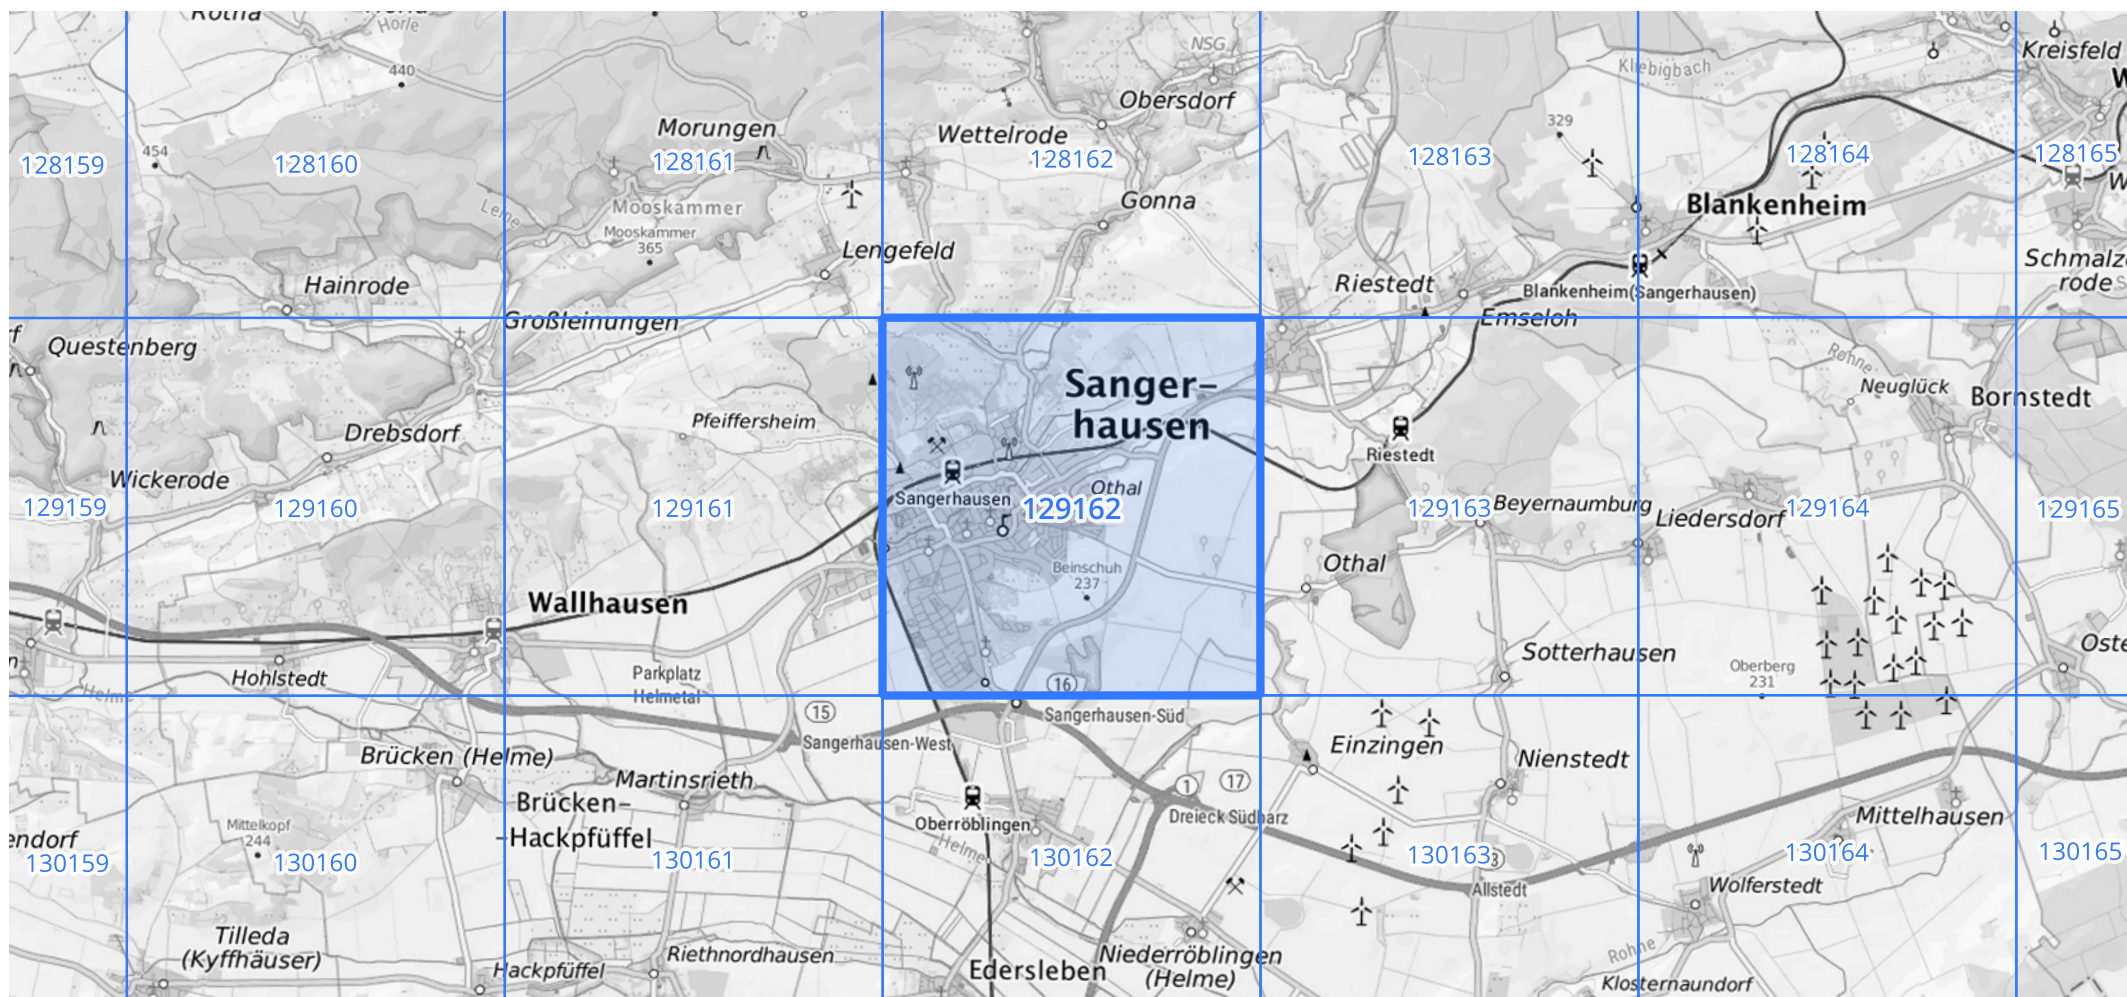 Rotha
Horle
440
454
128159
128160
Leine
Hainrode
Morungen
128161
Mooskammer
Mooskammer
365
Lengefeld
Großleinungen
NSG
Obersdorf
Wettelrode
128162
Gonna
Kliebigbach
329
128163
Riestedt
Blankenheim(Sangerhausen)
Emseloh
128164
Blankenheim
Kreisfeld
128165
Schmalze
rode
Questenberg
Drebsdorf
Wickerode
129159
129160
Hohlstedt
Helme
Pfeiffersheim
129161
Wallhausen
Parkplatz
Helmetal
Sanger-
hausen
Sangerhausen
Othal
129162
Beinschuh
237
16
Riestedt
129163
Beyernaumburg
Othal
Sotterhausen
Rohne
Neuglück
Bornstedt
Liedersdorf
129164
129165
Oberberg
231
Oste
15
Sangerhausen-West
Sangerhausen-Süd
Brücken (Helme)
Martinsrieth
Brücken-
-Hackpfüffel
Mittelkopf
244
endorf
130159
130160
130161
Tilleda
(Kyffhäuser)
Hackpfüffel
Riethnordhausen
1
17
Dreieck Südharz
Oberröblingen
Helme
130162
Edersleben
Niederröblingen
(Helme)
Einzingen
Nienstedt
130163
Allstedt
Mittelhausen
130164
130165
Wolferstedt
Rohne
Klosternaundorf